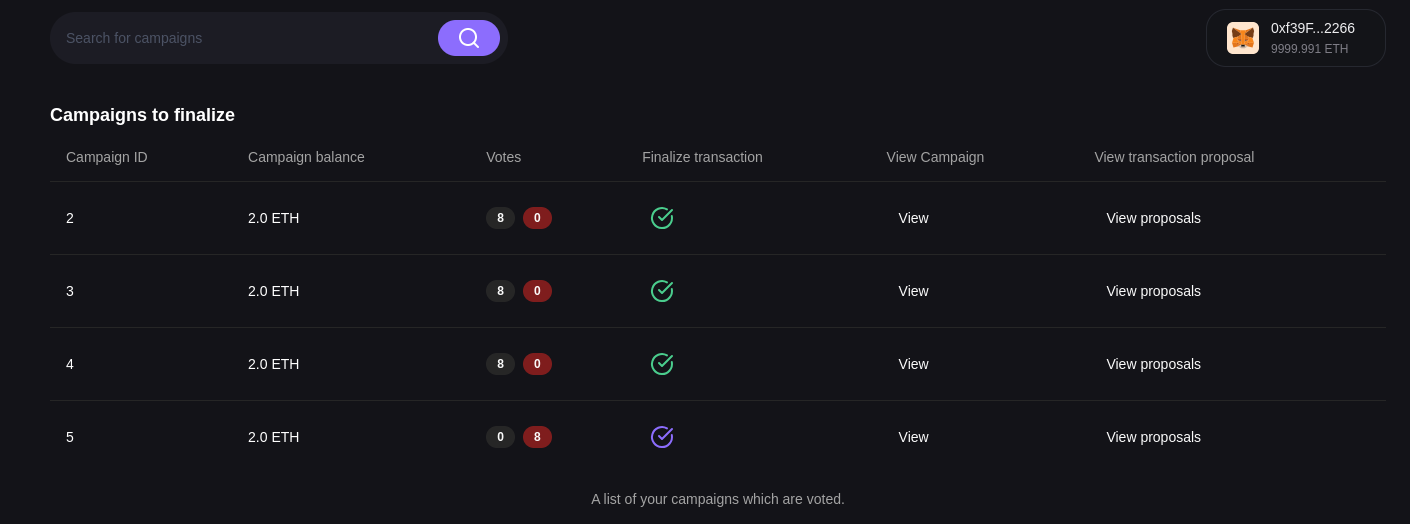 Search for campaigns
0xf39F...2266
9999.991 ETH
Campaigns to finalize
Campaign ID Campaign balance Votes Finalize transaction View Campaign View transaction proposal
2 2.0 ETH 8 0 View View proposals
3 2.0 ETH 8 0 View View proposals
4 2.0 ETH 8 0 View View proposals
5 2.0 ETH 0 8 View View proposals
A list of your campaigns which are voted.